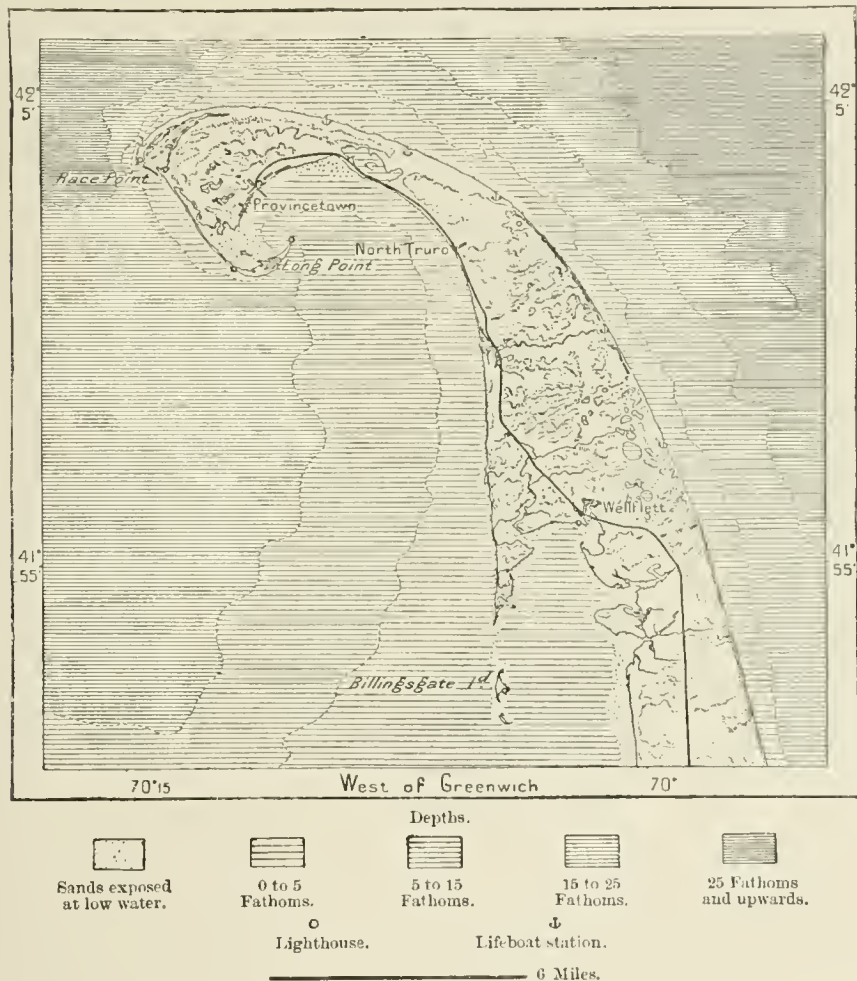 42°
5'
42°
5'
Race Point
Provincetown
North Truro
Long Point
Wellflett
41°
55'
41°
55'
Billingsgate Id
70°15
West of Greenwich
70°
Depths.
Sands exposed
at low water.
0 to 5
Fathoms.
5 to 15
Fathoms.
15 to 25
Fathoms.
25 Fathoms
and upwards.
Lighthouse.
Lifeboat station.
6 Miles.